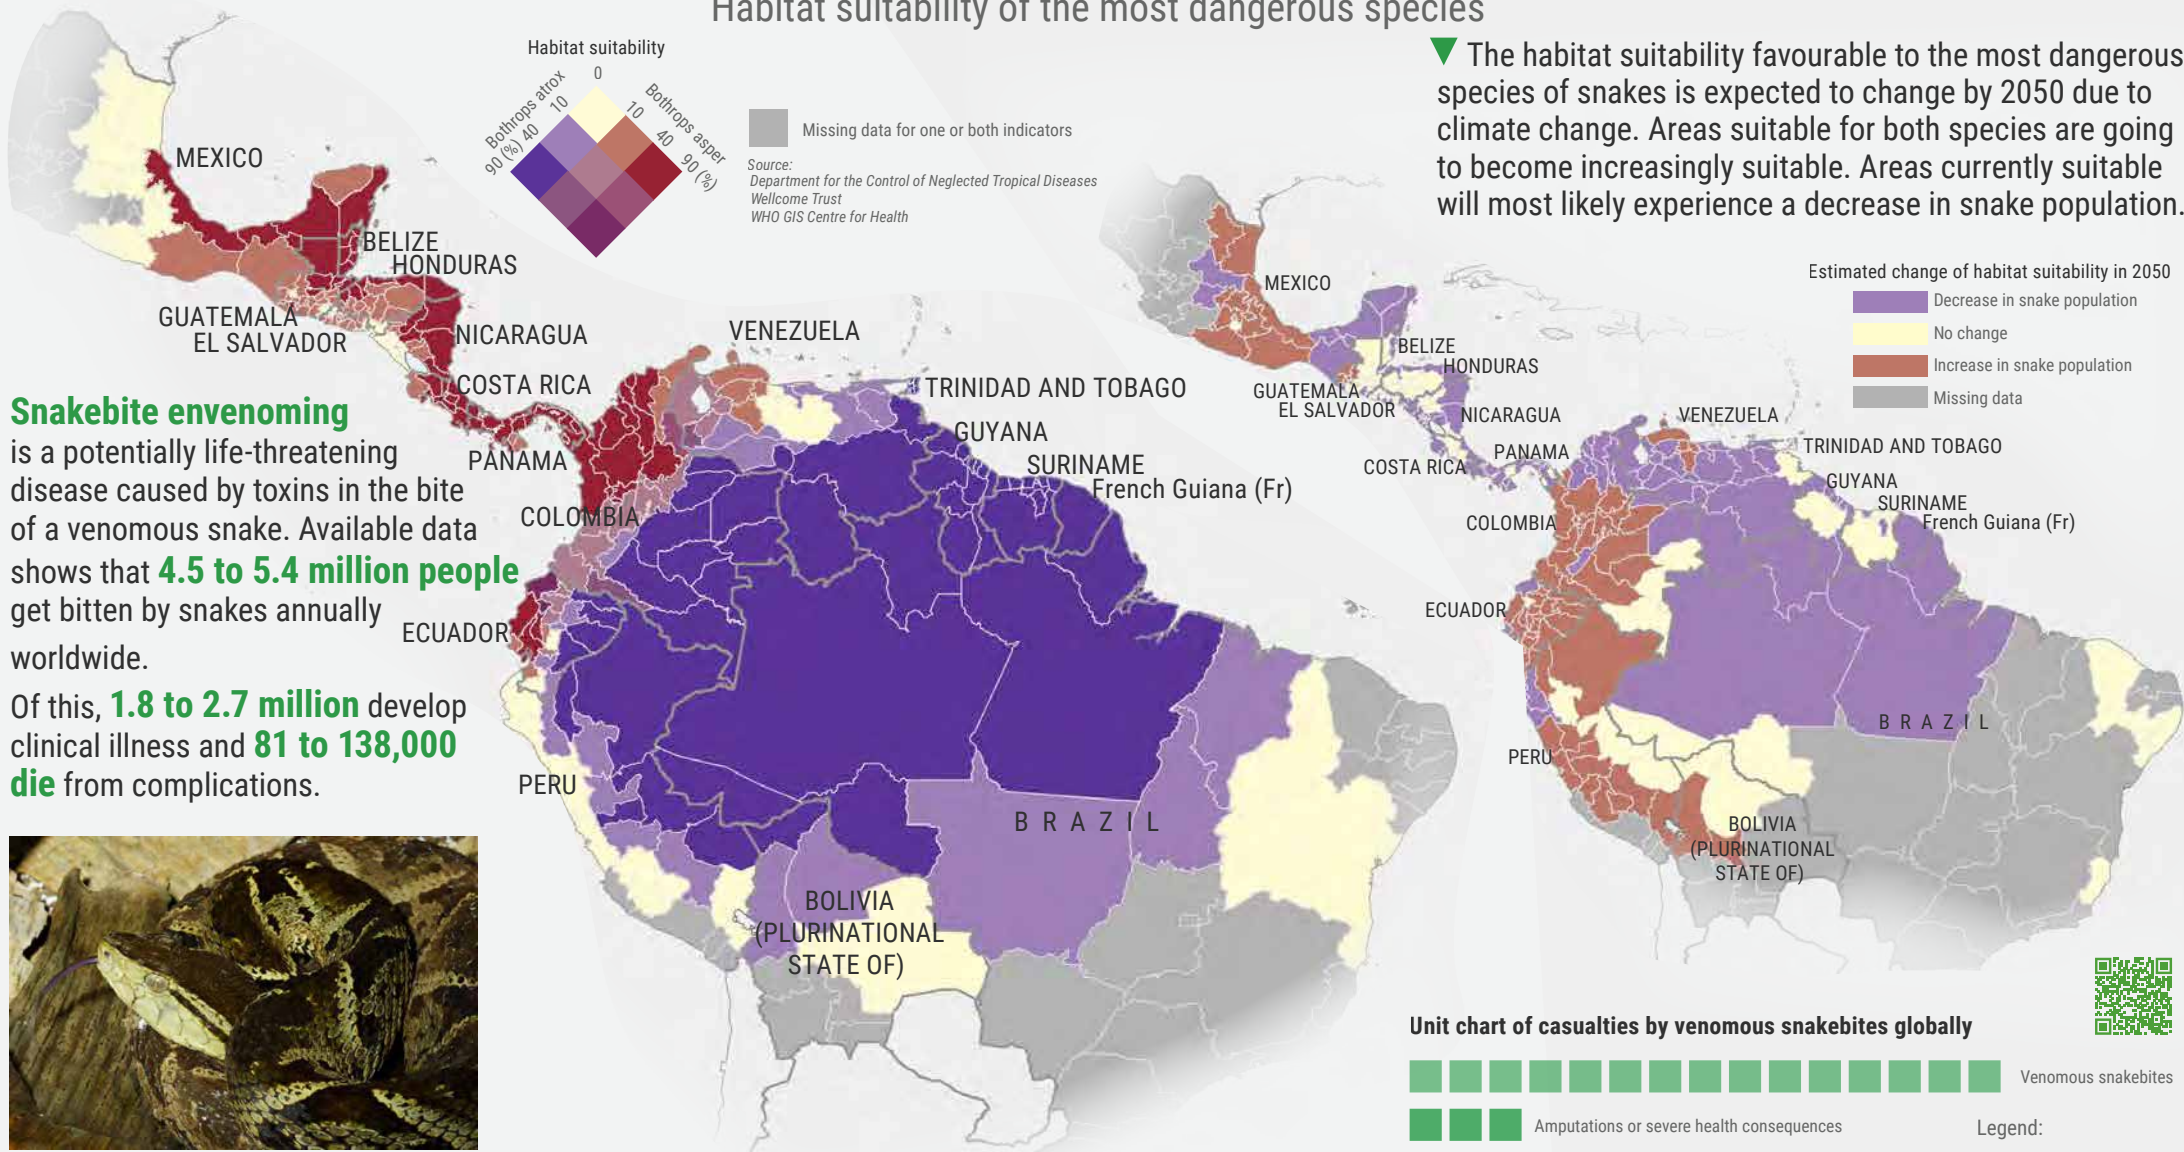 Habitat suitability of the most dangerous species
Habitat suitability
0
Bothrops atrox
10
40
90 (%)
Bothrops asper
10
40
90 (%)
Missing data for one or both indicators
Source:
Department for the Control of Neglected Tropical Diseases
Wellcome Trust
WHO GIS Centre for Health
▼ The habitat suitability favourable to the most dangerous
species of snakes is expected to change by 2050 due to
climate change. Areas suitable for both species are going
to become increasingly suitable. Areas currently suitable
will most likely experience a decrease in snake population.
MEXICO
BELIZE
HONDURAS
GUATEMALA
EL SALVADOR
NICARAGUA
COSTA RICA
PANAMA
VENEZUELA
TRINIDAD AND TOBAGO
GUYANA
SURINAME
French Guiana (Fr)
COLOMBIA
ECUADOR
PERU
BRAZIL
BOLIVIA
(PLURINATIONAL
STATE OF)
Snakebite envenoming
is a potentially life-threatening
disease caused by toxins in the bite
of a venomous snake. Available data
shows that 4.5 to 5.4 million people
get bitten by snakes annually
worldwide.
Of this, 1.8 to 2.7 million develop
clinical illness and 81 to 138,000
die from complications.
Estimated change of habitat suitability in 2050
Decrease in snake population
No change
Increase in snake population
Missing data
MEXICO
BELIZE
HONDURAS
GUATEMALA
EL SALVADOR
NICARAGUA
PANAMA
COSTA RICA
VENEZUELA
TRINIDAD AND TOBAGO
GUYANA
SURINAME
French Guiana (Fr)
COLOMBIA
ECUADOR
BRAZIL
PERU
BOLIVIA
(PLURINATIONAL
STATE OF)
Unit chart of casualties by venomous snakebites globally
Venomous snakebites
Amputations or severe health consequences
Legend: